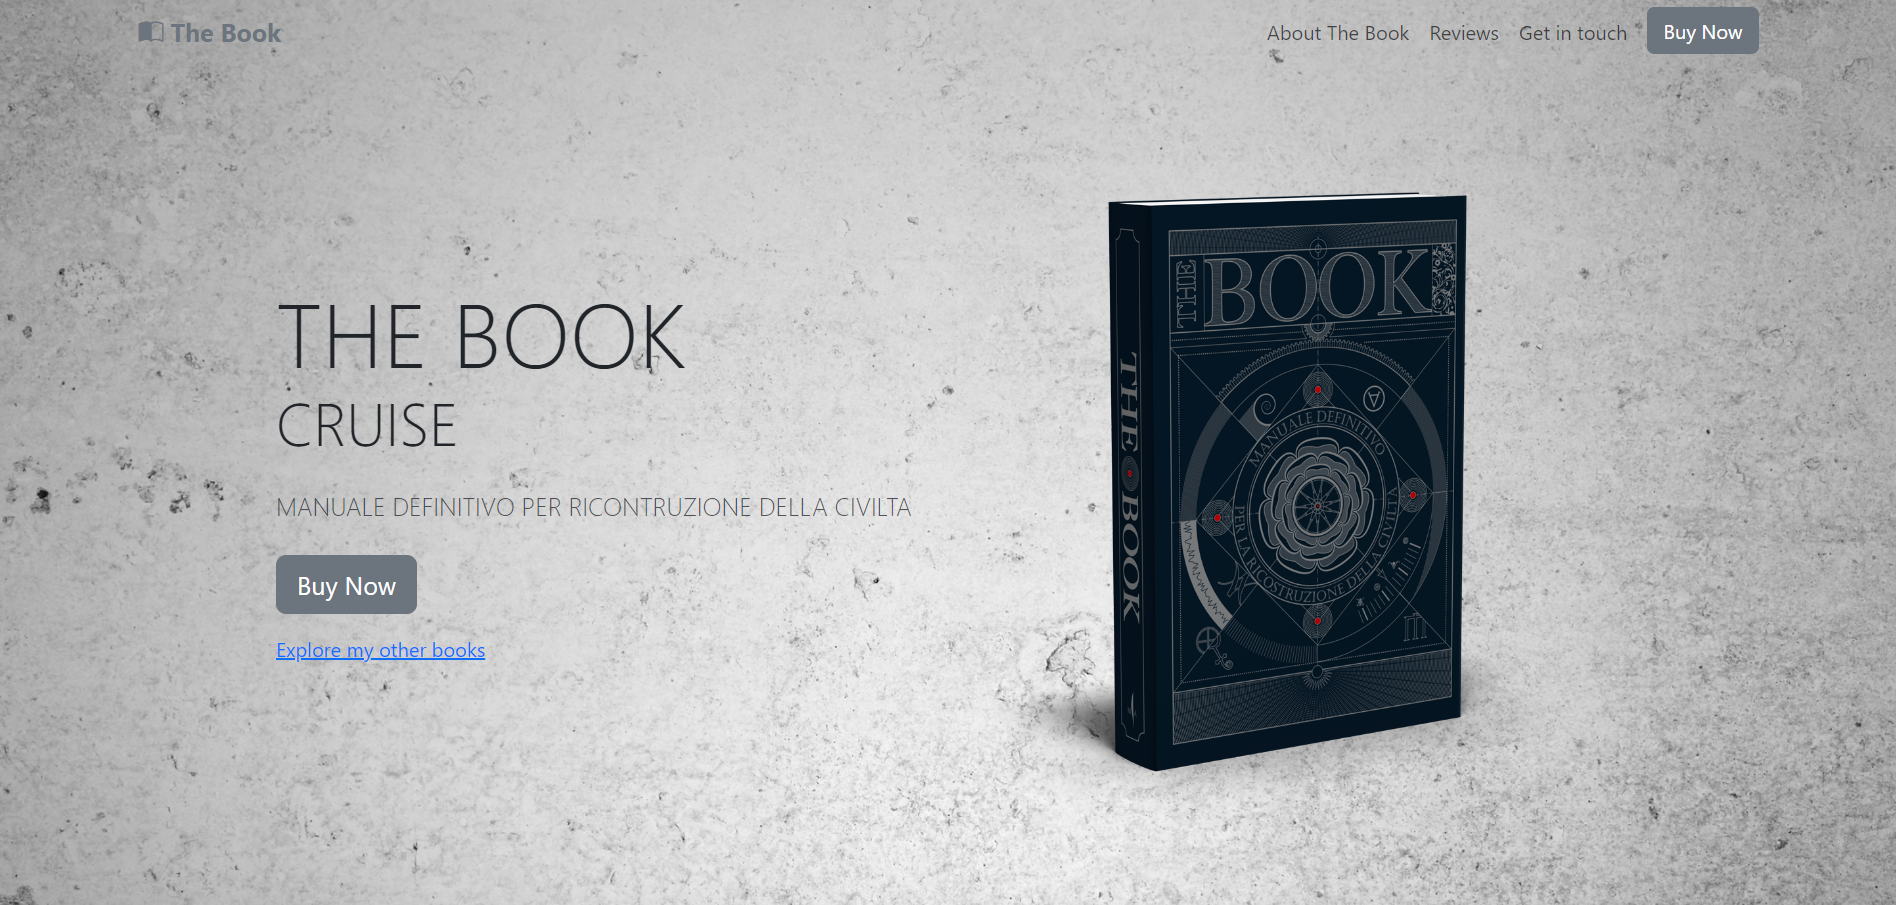 The Book
About The Book
Reviews
Get in touch
Buy Now
THE BOOK
CRUISE
MANUALE DEFINITIVO PER RICONTRUZIONE DELLA CIVILTA
Buy Now
Explore my other books
THE BOOK
THE BOOK
MANUALE DEFINITIVO
PER LA RICOSTRUZIONE DELLA CIVILTÀ